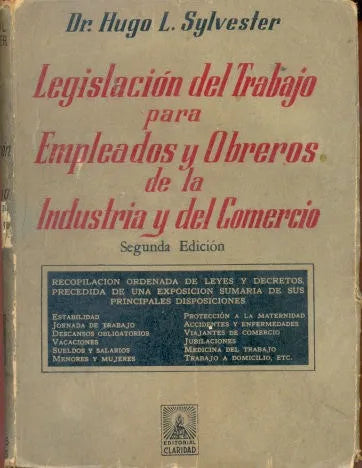 Dr. Hugo L. Sylvester
Legislación del Trabajo
para
Empleados y Obreros
de la
Industria y del Comercio
Segunda Edición
RECOPILACION ORDENADA DE LEYES Y DECRETOS,
PRECEDIDA DE UNA EXPOSICION SUMARIA DE SUS
PRINCIPALES DISPOSICIONES
ESTABILIDAD
JORNADA DE TRABAJO
DESCANSOS OBLIGATORIOS
VACACIONES
SUELDOS Y SALARIOS
MENORES Y MUJERES
PROTECCIÓN A LA MATERNIDAD
ACCIDENTES Y ENFERMEDADES
VIAJANTES DE COMERCIO
JUBILACIONES
MEDICINA DEL TRABAJO
TRABAJO A DOMICILIO, ETC.
EDITORIAL
CLARIDAD